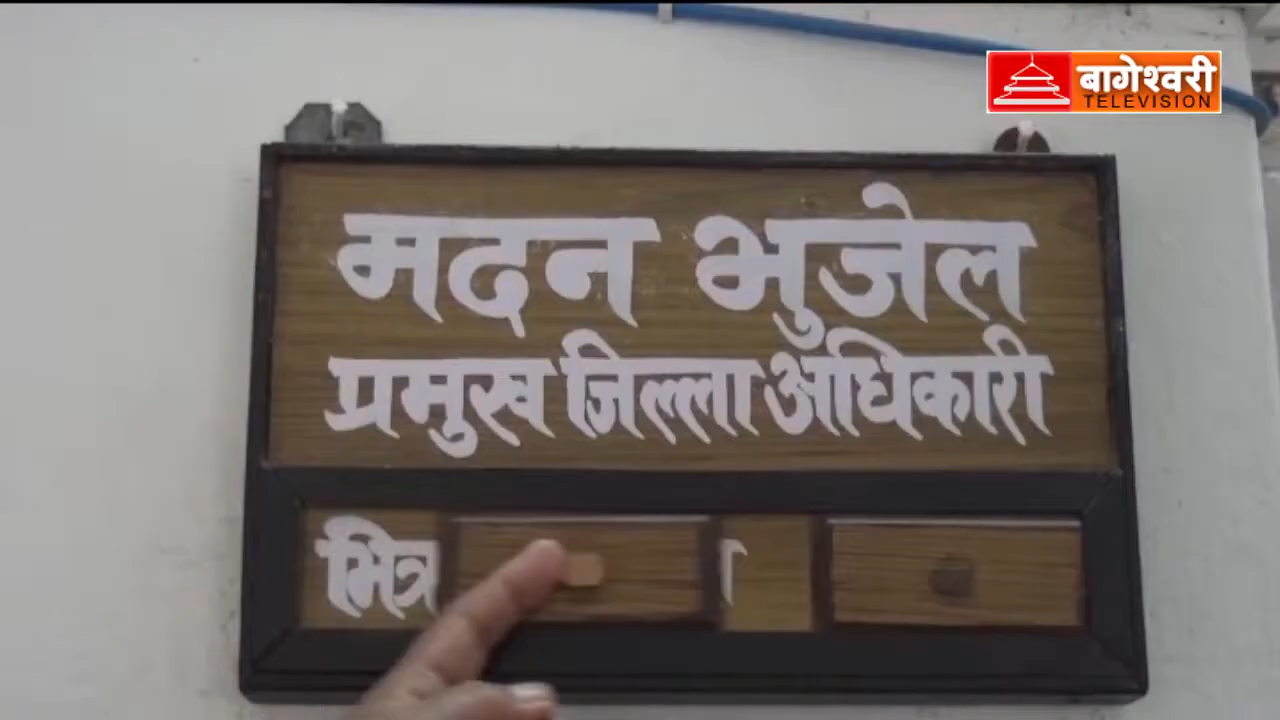 बागेश्वरी
TELEVISION
मदन भुजेल
प्रमुख जिल्ला अधिकारी
भित्र